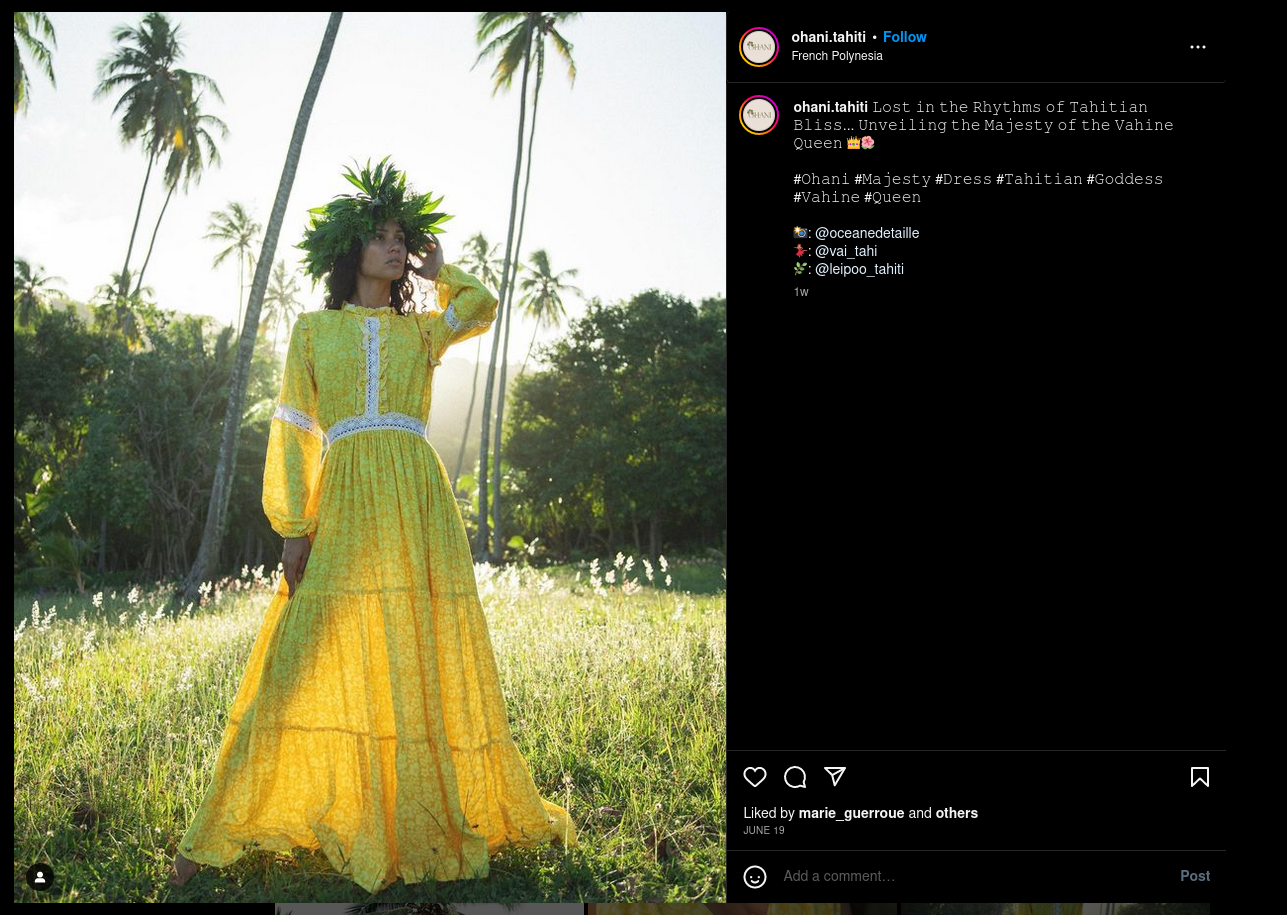 ohani.tahiti • Follow
French Polynesia
OHANI
ohani.tahiti 𝙻𝚘𝚜𝚝 𝚒𝚗 𝚝𝚑𝚎 𝚁𝚑𝚢𝚝𝚑𝚖𝚜 𝚘𝚏 𝚃𝚊𝚑𝚒𝚝𝚒𝚊𝚗
𝙱𝚕𝚒𝚜𝚜... 𝚄𝚗𝚟𝚎𝚒𝚕𝚒𝚗𝚐 𝚝𝚑𝚎 𝙼𝚊𝚓𝚎𝚜𝚝𝚢 𝚘𝚏 𝚝𝚑𝚎 𝚅𝚊𝚑𝚒𝚗𝚎
𝚀𝚞𝚎𝚎𝚗 👑🌺
#𝙾𝚑𝚊𝚗𝚒 #𝙼𝚊𝚓𝚎𝚜𝚝𝚢 #𝙳𝚛𝚎𝚜𝚜 #𝚃𝚊𝚑𝚒𝚝𝚒𝚊𝚗 #𝙶𝚘𝚍𝚍𝚎𝚜𝚜
#𝚅𝚊𝚑𝚒𝚗𝚎 #𝚀𝚞𝚎𝚎𝚗
📸: @oceanedetaille
💃: @vai_tahi
🌿: @leipoo_tahiti
1w
Liked by marie_guerroue and others
JUNE 19
Add a comment…
Post